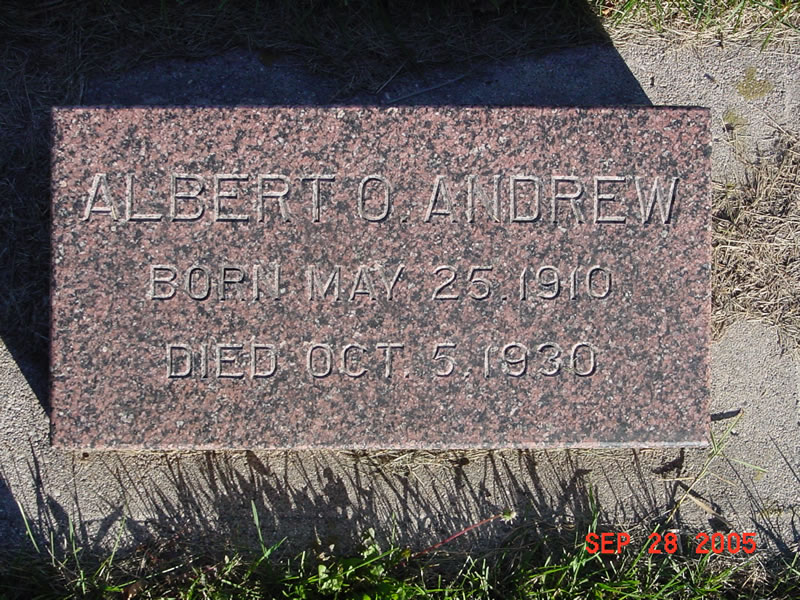 ALBERT O. ANDREW
BORN MAY 25, 1910
DIED OCT. 5, 1930
SEP 28 2005